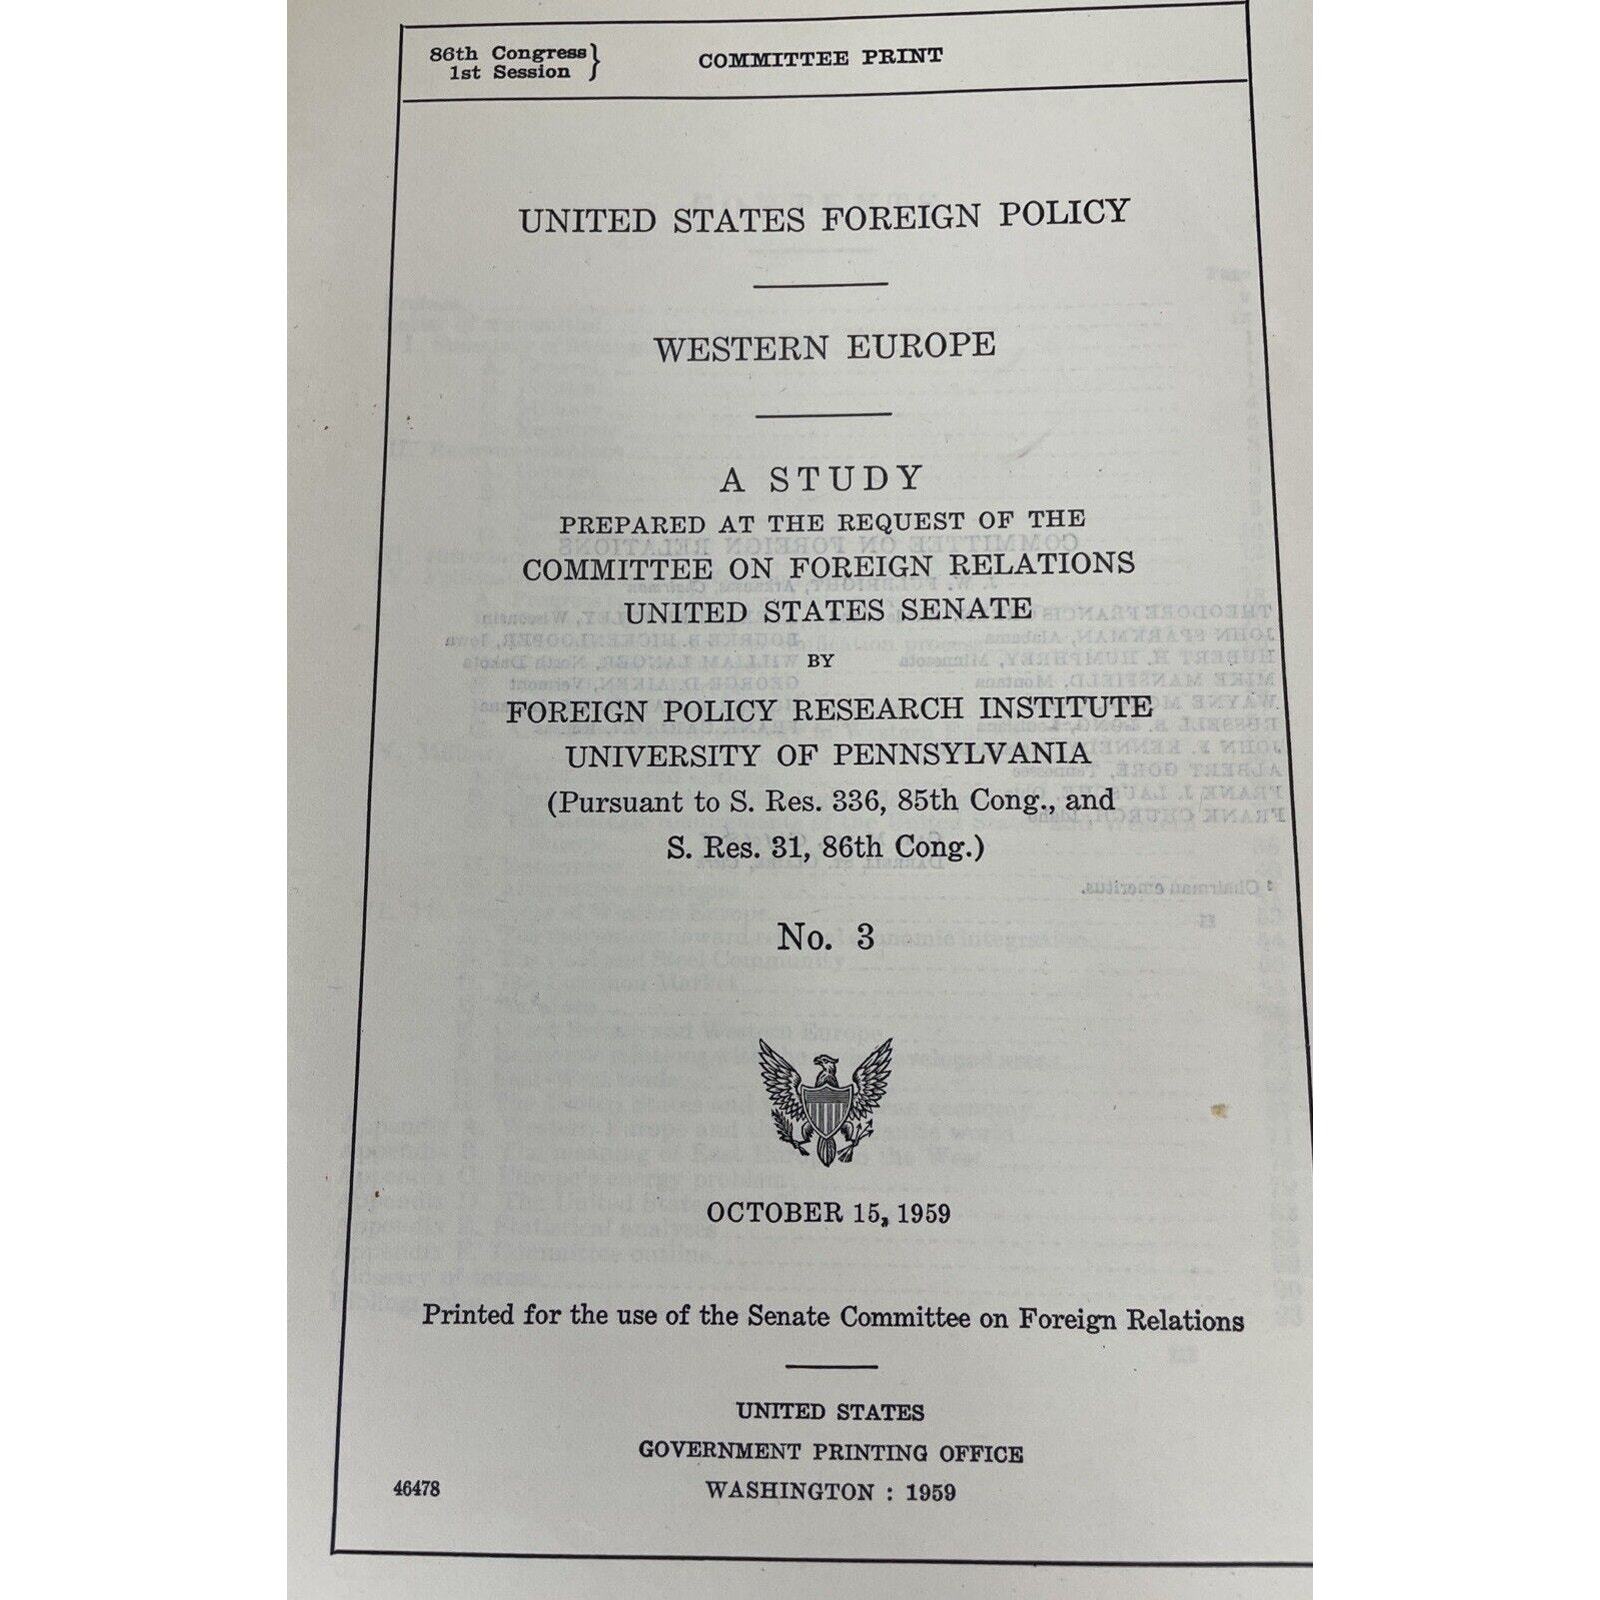 86th Congress }
1st Session
COMMITTEE PRINT
UNITED STATES FOREIGN POLICY
WESTERN EUROPE
A STUDY
PREPARED AT THE REQUEST OF THE
COMMITTEE ON FOREIGN RELATIONS
UNITED STATES SENATE
BY
FOREIGN POLICY RESEARCH INSTITUTE
UNIVERSITY OF PENNSYLVANIA
(Pursuant to S. Res. 336, 85th Cong., and
S. Res. 31, 86th Cong.)
No. 3
OCTOBER 15, 1959
Printed for the use of the Senate Committee on Foreign Relations
UNITED STATES
GOVERNMENT PRINTING OFFICE
46478
WASHINGTON : 1959